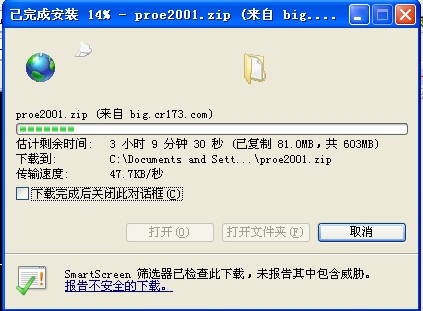 已完成安装 14% - proe2001.zip (来自 big....
proe2001.zip (来自 big.cr173.com)
估计剩余时间: 3 小时 9 分钟 30 秒 (已复制 81.0MB，共 603MB)
下载到: C:\Documents and Sett...\proe2001.zip
传输速度: 47.7KB/秒
下载完成后关闭此对话框(C)
打开(O) 打开文件夹(F) 取消
SmartScreen 筛选器已检查此下载，未报告其中包含威胁。
报告不安全的下载。